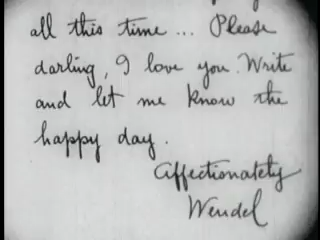 all this time ... Please
darling, I love you. Write
and let me know the
happy day.
Affectionately
Wendel